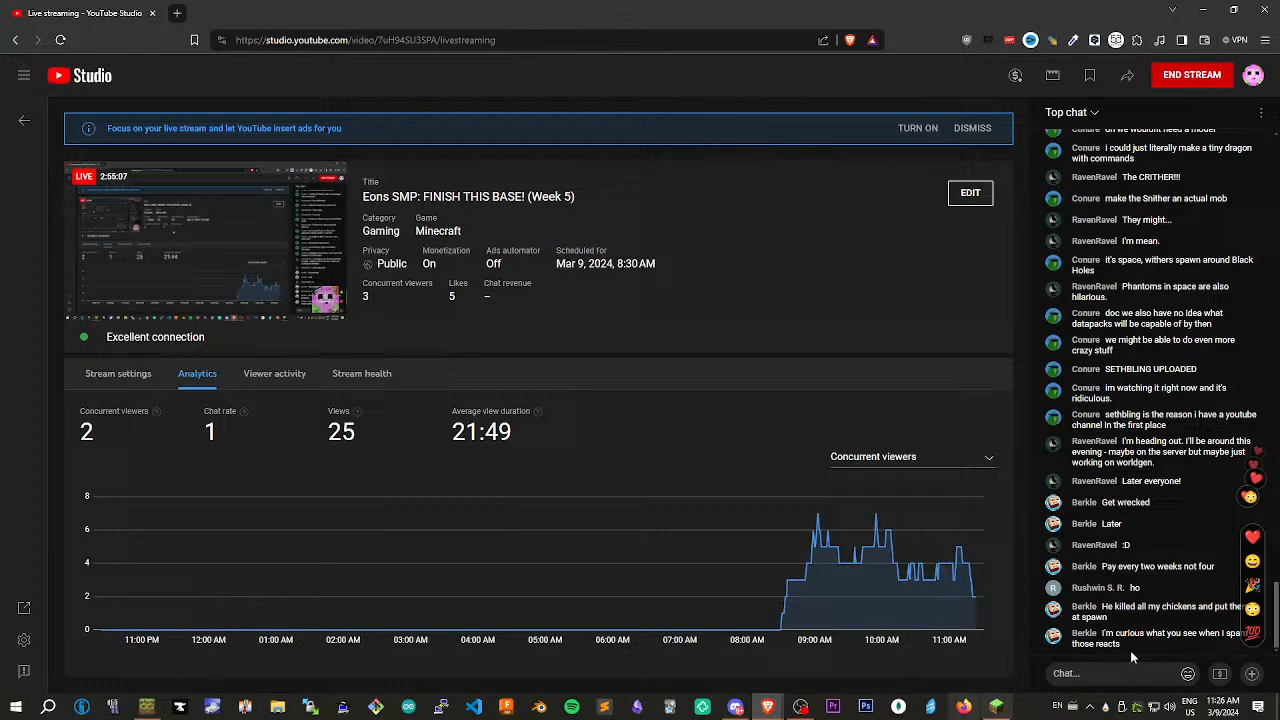 Live streaming - YouTube Studio
https://studio.youtube.com/video/7uH94SU3SPA/livestreaming
VPN
Studio
END STREAM
Focus on your live stream and let YouTube insert ads for you
TURN ON
DISMISS
LIVE
2:55:07
Title
Eons SMP: FINISH THIS BASE! (Week 5)
EDIT
Category
Game
Gaming
Minecraft
Privacy
Monetization
Ads automator
Scheduled for
Public
On
Off
Mar 9, 2024, 8:30 AM
Concurrent viewers
Likes
Chat revenue
3
5
–
Excellent connection
Stream settings
Analytics
Viewer activity
Stream health
Concurrent viewers
Chat rate
Views
Average view duration
2
1
25
21:49
Concurrent viewers
8
6
4
2
0
11:00 PM
12:00 AM
01:00 AM
02:00 AM
03:00 AM
04:00 AM
05:00 AM
06:00 AM
07:00 AM
08:00 AM
09:00 AM
10:00 AM
11:00 AM
Top chat
Conure i could just literally make a tiny dragon
with commands
RavenRavel The CRITHER!!!
Conure make the Snither an actual mob
RavenRavel They might....
RavenRavel I'm mean.
Conure it's space, withers spawn around Black
Holes
RavenRavel Phantoms in space are also
hilarious.
Conure doc we also have no idea what
datapacks will be capable of by then
Conure we might be able to do even more
crazy stuff
Conure SETHBLING UPLOADED
Conure im watching it right now and it's
ridiculous.
Conure sethbling is the reason i have a youtube
channel in the first place
RavenRavel I'm heading out. I'll be around this
evening - maybe on the server but maybe just
working on worldgen.
RavenRavel Later everyone!
Berkle Get wrecked
Berkle Later
RavenRavel :D
Berkle Pay every two weeks not four
R
Rushwin S. R. ho
Berkle He killed all my chickens and put them
at spawn
Berkle I'm curious what you see when I spam
those reacts
100
Chat...
EN
US
11:26 AM
3/9/2024